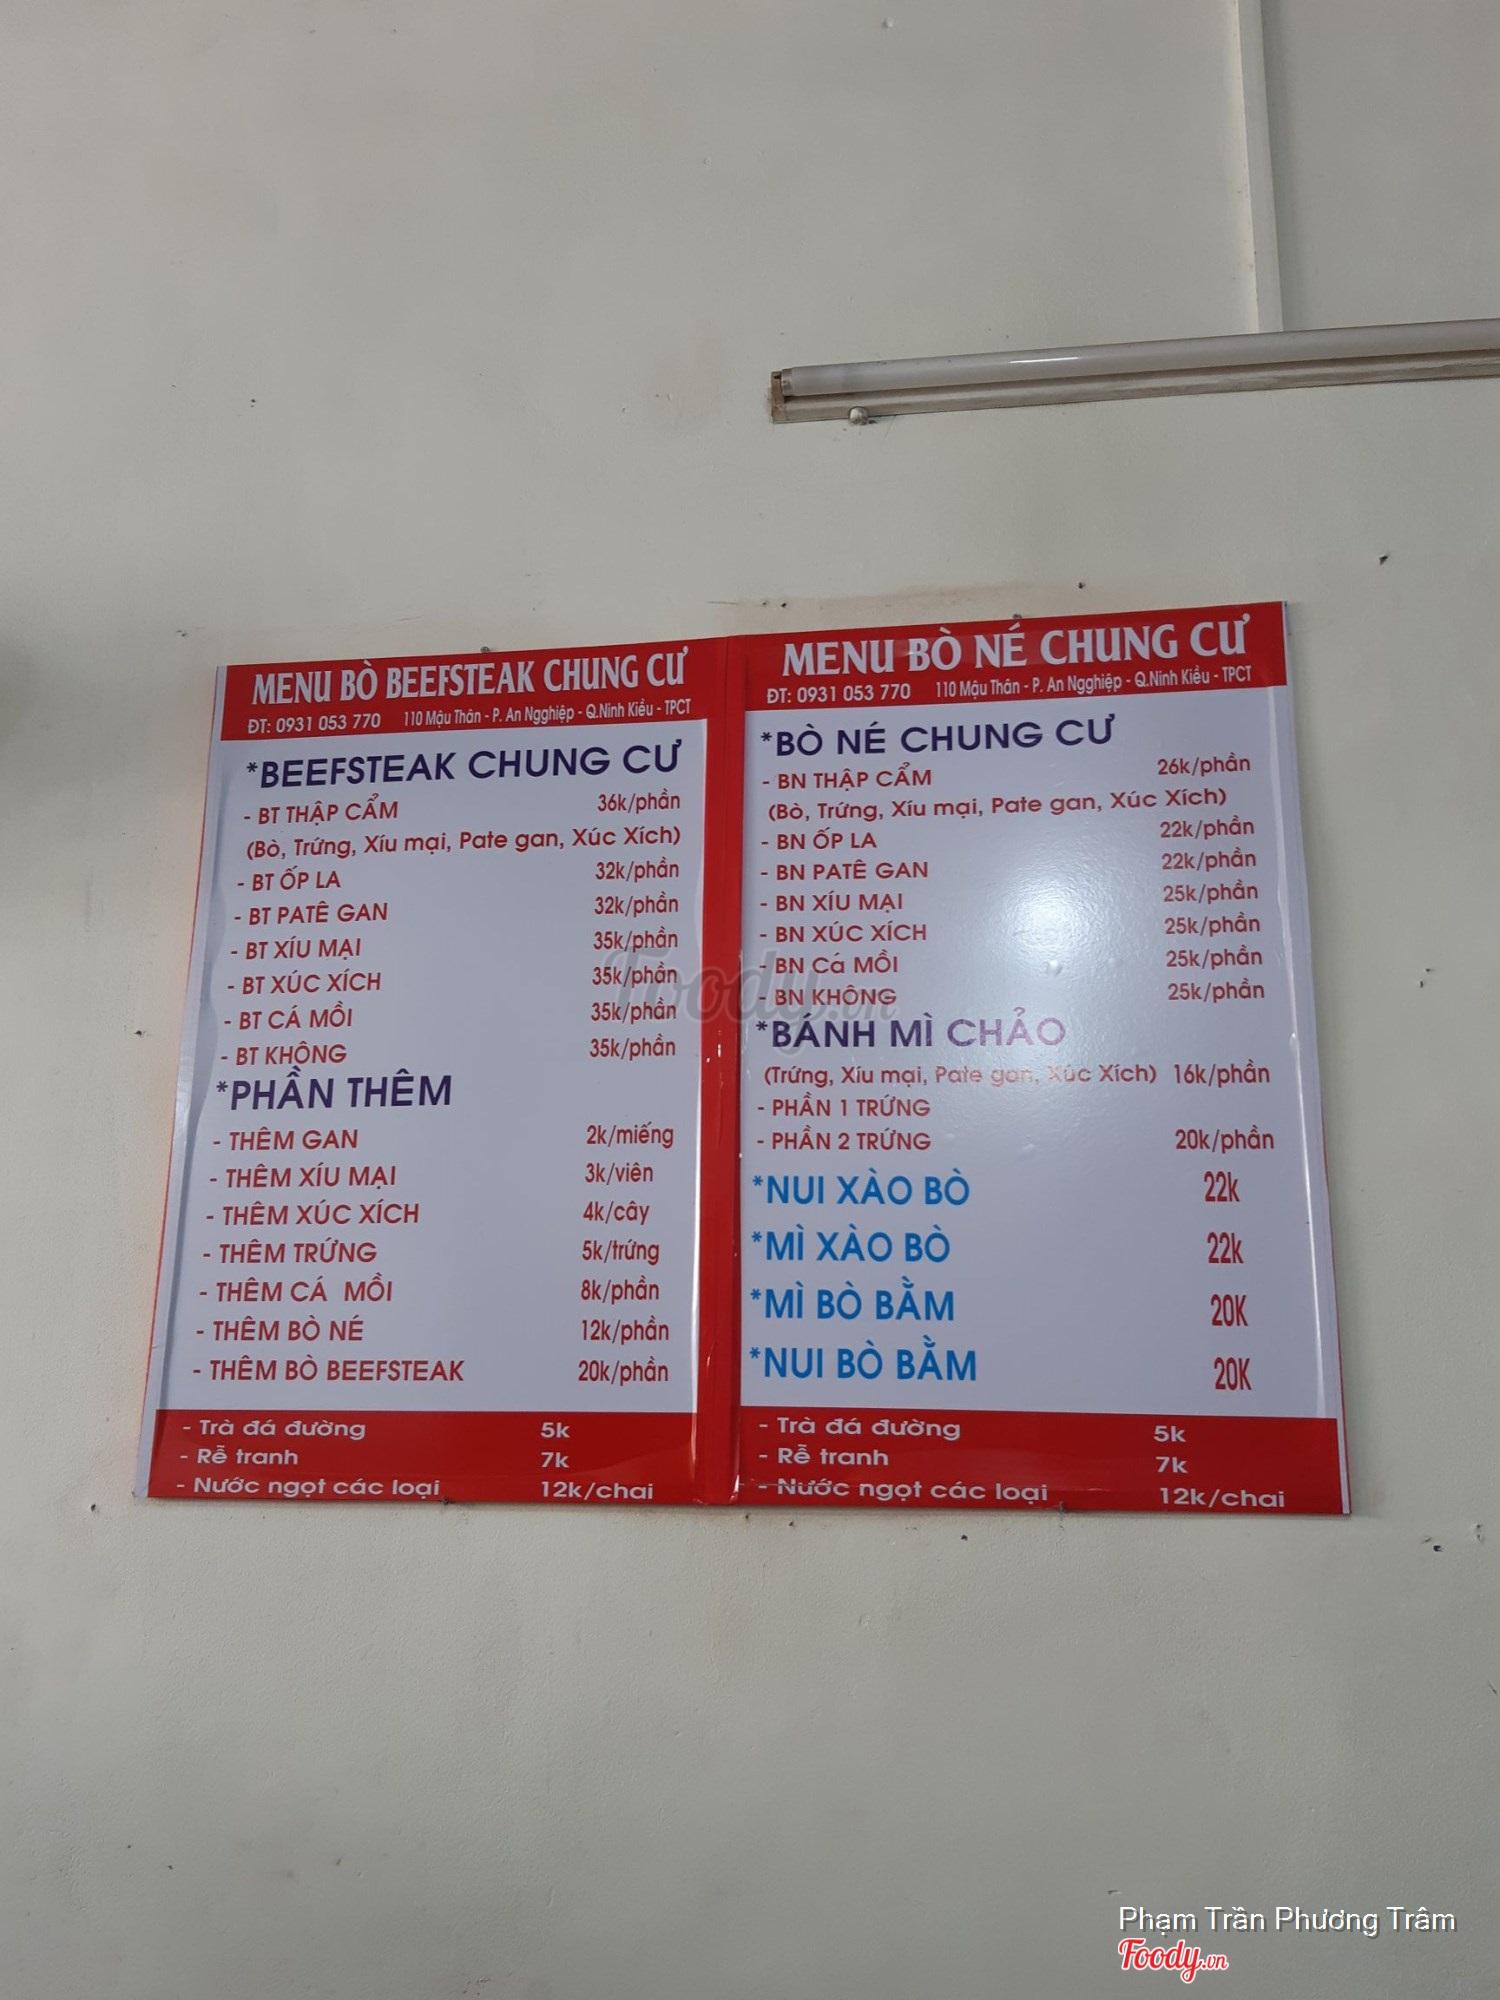 MENU BÒ BEEFSTEAK CHUNG CƯ
ĐT: 0931 053 770 110 Mậu Thân - P. An Ngghiệp - Q.Ninh Kiều - TPCT
*BEEFSTEAK CHUNG CƯ
- BT THẬP CẨM 36k/phần
(Bò, Trứng, Xíu mại, Pate gan, Xúc Xích)
- BT ỐP LA 32k/phần
- BT PATÊ GAN 32k/phần
- BT XÍU MẠI 35k/phần
- BT XÚC XÍCH 35k/phần
- BT CÁ MỒI 35k/phần
- BT KHÔNG 35k/phần
*PHẦN THÊM
- THÊM GAN 2k/miếng
- THÊM XÍU MẠI 3k/viên
- THÊM XÚC XÍCH 4k/cây
- THÊM TRỨNG 5k/trứng
- THÊM CÁ MỒI 8k/phần
- THÊM BÒ NÉ 12k/phần
- THÊM BÒ BEEFSTEAK 20k/phần
- Trà đá đường 5k
- Rễ tranh 7k
- Nước ngọt các loại 12k/chai
MENU BÒ NÉ CHUNG CƯ
ĐT: 0931 053 770 110 Mậu Thân - P. An Ngghiệp - Q.Ninh Kiều - TPCT
*BÒ NÉ CHUNG CƯ
- BN THẬP CẨM 26k/phần
(Bò, Trứng, Xíu mại, Pate gan, Xúc Xích)
- BN ỐP LA 22k/phần
- BN PATÊ GAN 22k/phần
- BN XÍU MẠI 25k/phần
- BN XÚC XÍCH 25k/phần
- BN Cá MỒI 25k/phần
- BN KHÔNG 25k/phần
*BÁNH MÌ CHẢO
(Trứng, Xíu mại, Pate gan, Xúc Xích) 16k/phần
- PHẦN 1 TRỨNG
- PHẦN 2 TRỨNG 20k/phần
*NUI XÀO BÒ 22k
*MÌ XÀO BÒ 22k
*MÌ BÒ BẰM 20K
*NUI BÒ BẰM 20K
- Trà đá đường 5k
- Rễ tranh 7k
- Nước ngọt các loại 12k/chai
Foody.vn
Phạm Trần Phương Trâm
Foody.vn